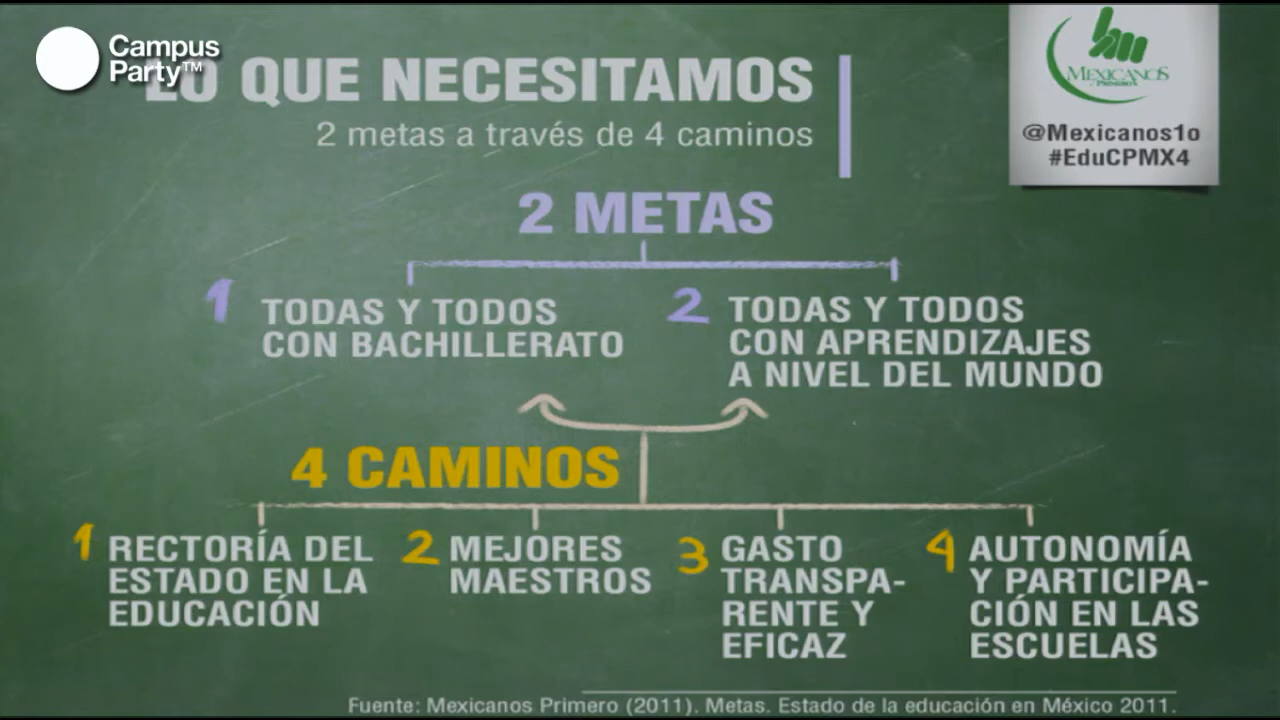 Campus
Party™
LO QUE NECESITAMOS
2 metas a través de 4 caminos
MEXICANOS
PRIMERO
@Mexicanos1o
#EduCPMX4
2 METAS
1 TODAS Y TODOS
CON BACHILLERATO
2 TODAS Y TODOS
CON APRENDIZAJES
A NIVEL DEL MUNDO
4 CAMINOS
1 RECTORÍA DEL
ESTADO EN LA
EDUCACIÓN
2 MEJORES
MAESTROS
3 GASTO
TRANSPA-
RENTE Y
EFICAZ
4 AUTONOMÍA
Y PARTICIPA-
CIÓN EN LAS
ESCUELAS
Fuente: Mexicanos Primero (2011). Metas. Estado de la educación en México 2011.